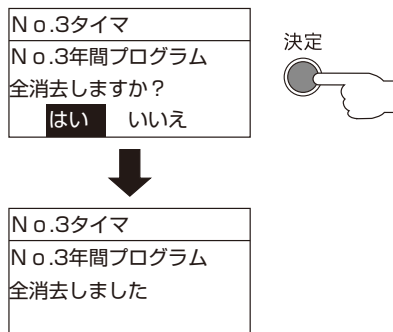 No.3タイマ
No.3年間プログラム
全消去しますか？
はい　いいえ
決定
No.3タイマ
No.3年間プログラム
全消去しました